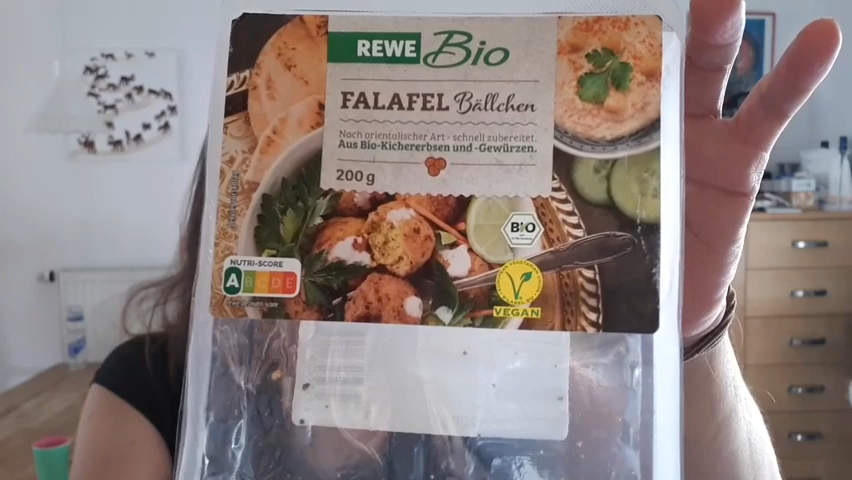 REWE Bio
FALAFEL Bällchen
Nach orientalischer Art - schnell zubereitet.
Aus Bio-Kichererbsen und -Gewürzen.
200 g
BIO
NUTRI-SCORE
A B C D E
VEGAN